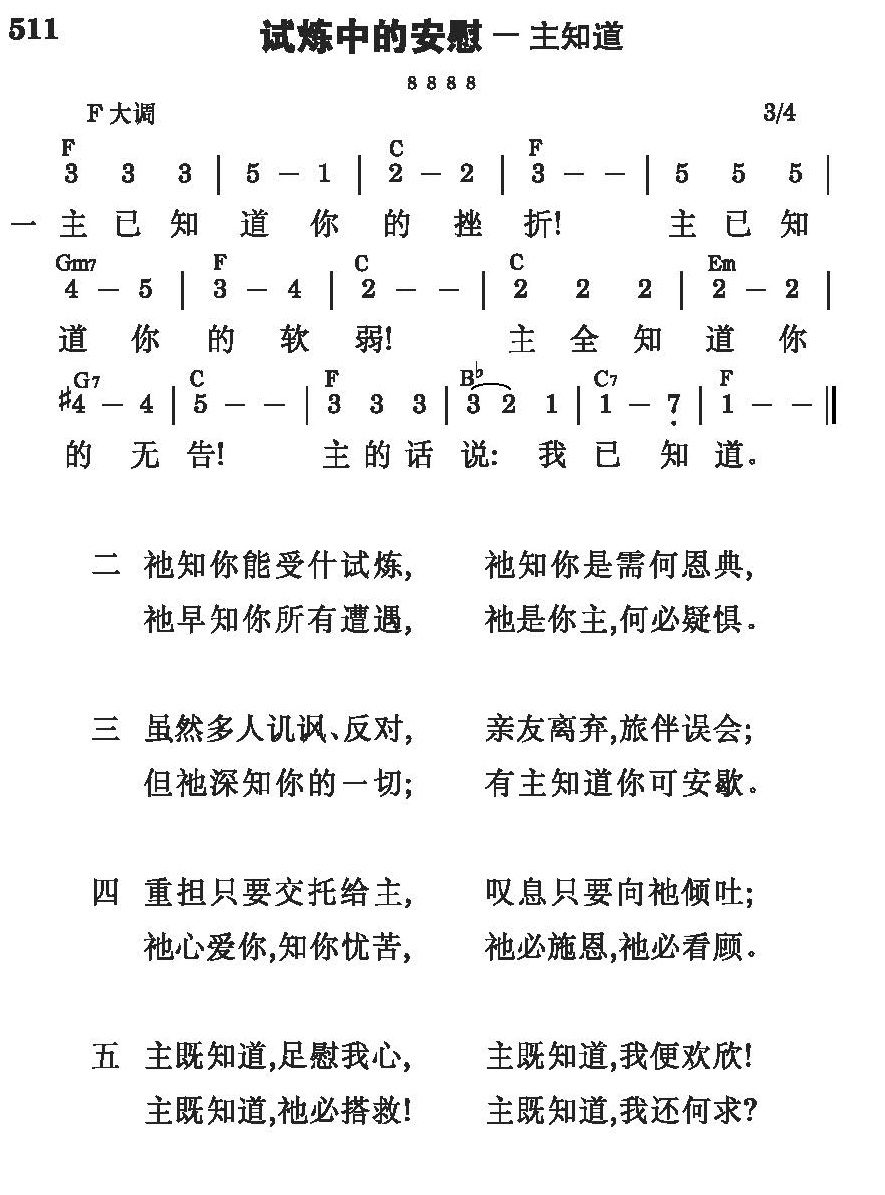 511
试炼中的安慰 — 主知道
8 8 8 8
F 大调 3/4
F C F
3 3 3 | 5 - 1 | 2 - 2 | 3 - - | 5 5 5 |
一 主 已 知 道 你 的 挫 折! 主 已 知
Gm7 F C C Em
4 - 5 | 3 - 4 | 2 - - | 2 2 2 | 2 - 2 |
道 你 的 软 弱! 主 全 知 道 你
G7 C F B♭ C7 F
♯4 - 4 | 5 - - | 3 3 3 | 3 2 1 | 1 - 7̣ | 1 - - ‖
的 无 告! 主 的 话 说: 我 已 知 道。
二 祂知你能受什试炼, 祂知你是需何恩典,
祂早知你所有遭遇, 祂是你主,何必疑惧。
三 虽然多人讥讽、反对, 亲友离弃,旅伴误会;
但祂深知你的一切; 有主知道你可安歇。
四 重担只要交托给主, 叹息只要向祂倾吐;
祂心爱你,知你忧苦, 祂必施恩,祂必看顾。
五 主既知道,足慰我心, 主既知道,我便欢欣!
主既知道,祂必搭救! 主既知道,我还何求?